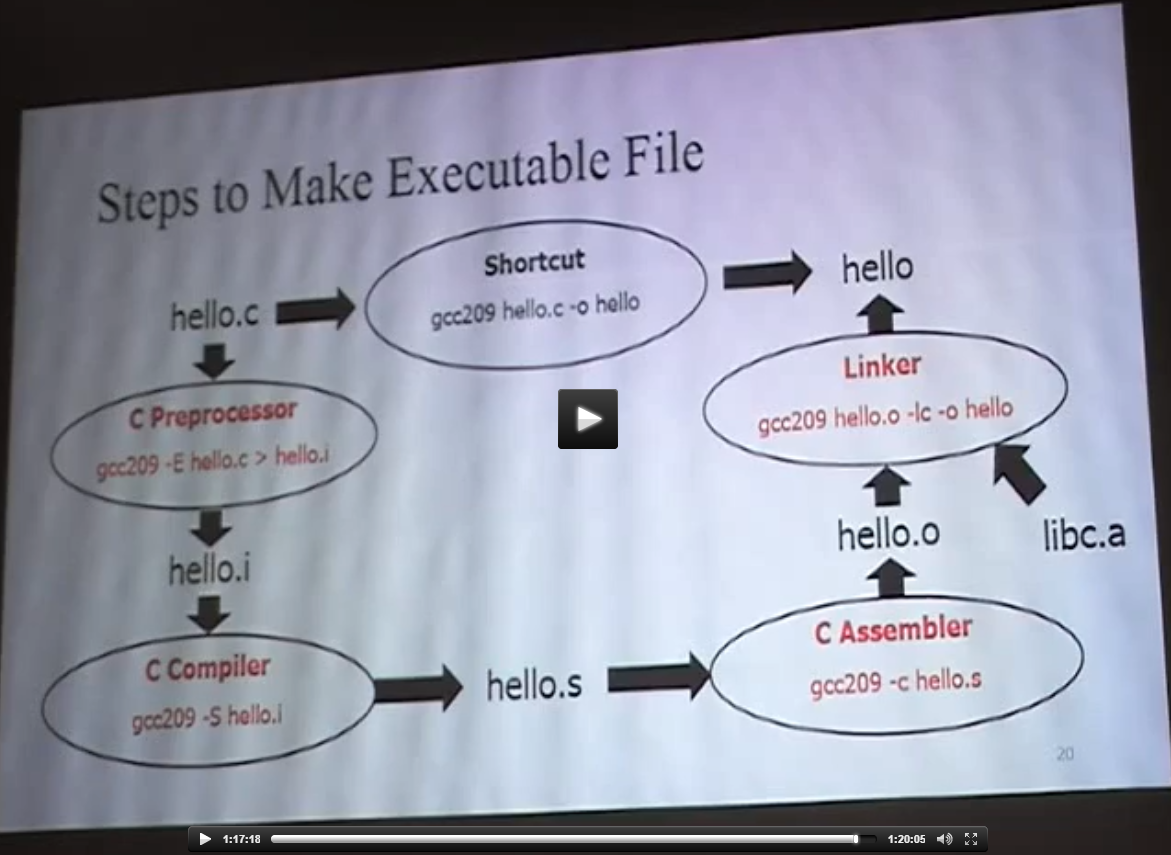 Steps to Make Executable File
Shortcut
gcc209 hello.c -o hello
hello
hello.c
Linker
gcc209 hello.o -lc -o hello
C Preprocessor
gcc209 -E hello.c > hello.i
hello.o
libc.a
hello.i
C Assembler
gcc209 -c hello.s
C Compiler
gcc209 -S hello.i
hello.s
20
1:17:18
1:20:05